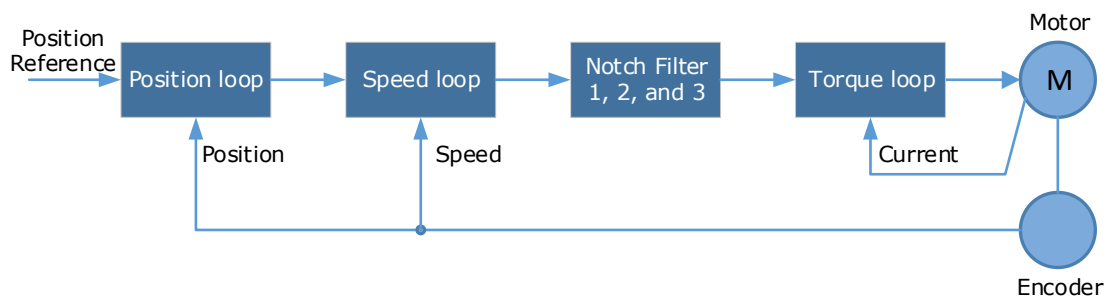 Motor
Position
Reference
Position loop
Speed loop
Notch Filter
1, 2, and 3
Torque loop
M
Position
Speed
Current
Encoder